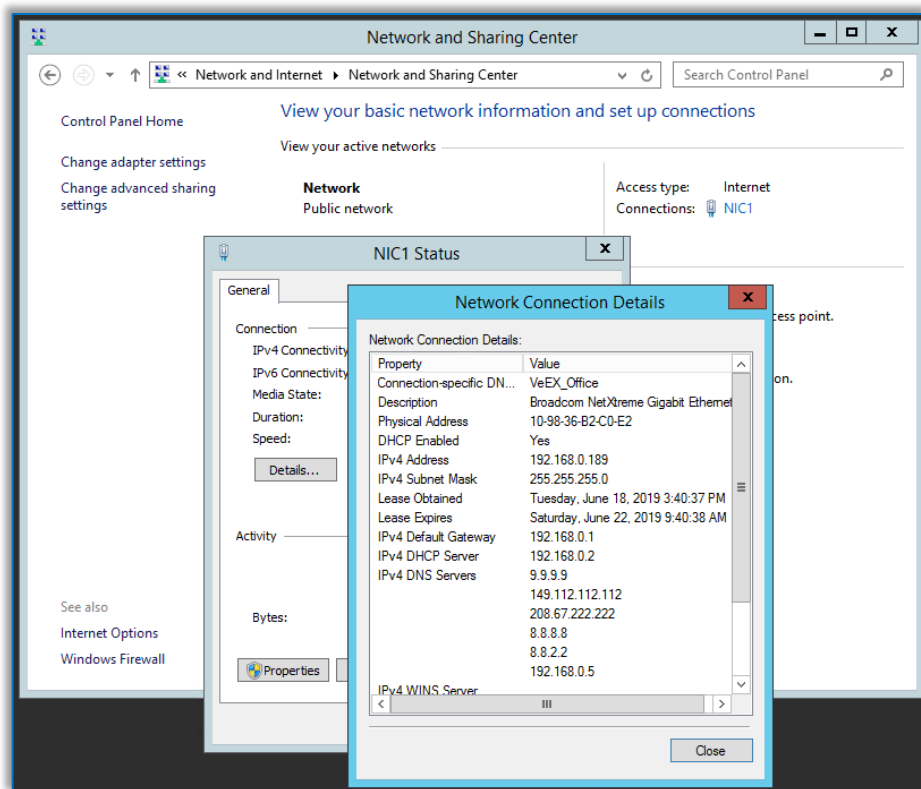 Network and Sharing Center
« Network and Internet Network and Sharing Center
Search Control Panel
Control Panel Home
Change adapter settings
Change advanced sharing
settings
See also
Internet Options
Windows Firewall
View your basic network information and set up connections
View your active networks
Network
Public network
Access type: Internet
Connections: NIC1
cess point.
on.
NIC1 Status
General
Connection
IPv4 Connectivity
IPv6 Connectivity
Media State:
Duration:
Speed:
Details...
Activity
Bytes:
Properties
Network Connection Details
Network Connection Details:
Property Value
Connection-specific DN... VeEX_Office
Description Broadcom NetXtreme Gigabit Ethernet
Physical Address 10-98-36-B2-C0-E2
DHCP Enabled Yes
IPv4 Address 192.168.0.189
IPv4 Subnet Mask 255.255.255.0
Lease Obtained Tuesday, June 18, 2019 3:40:37 PM
Lease Expires Saturday, June 22, 2019 9:40:38 AM
IPv4 Default Gateway 192.168.0.1
IPv4 DHCP Server 192.168.0.2
IPv4 DNS Servers 9.9.9.9
149.112.112.112
208.67.222.222
8.8.8.8
8.8.2.2
192.168.0.5
IPv4 WINS Server
Close